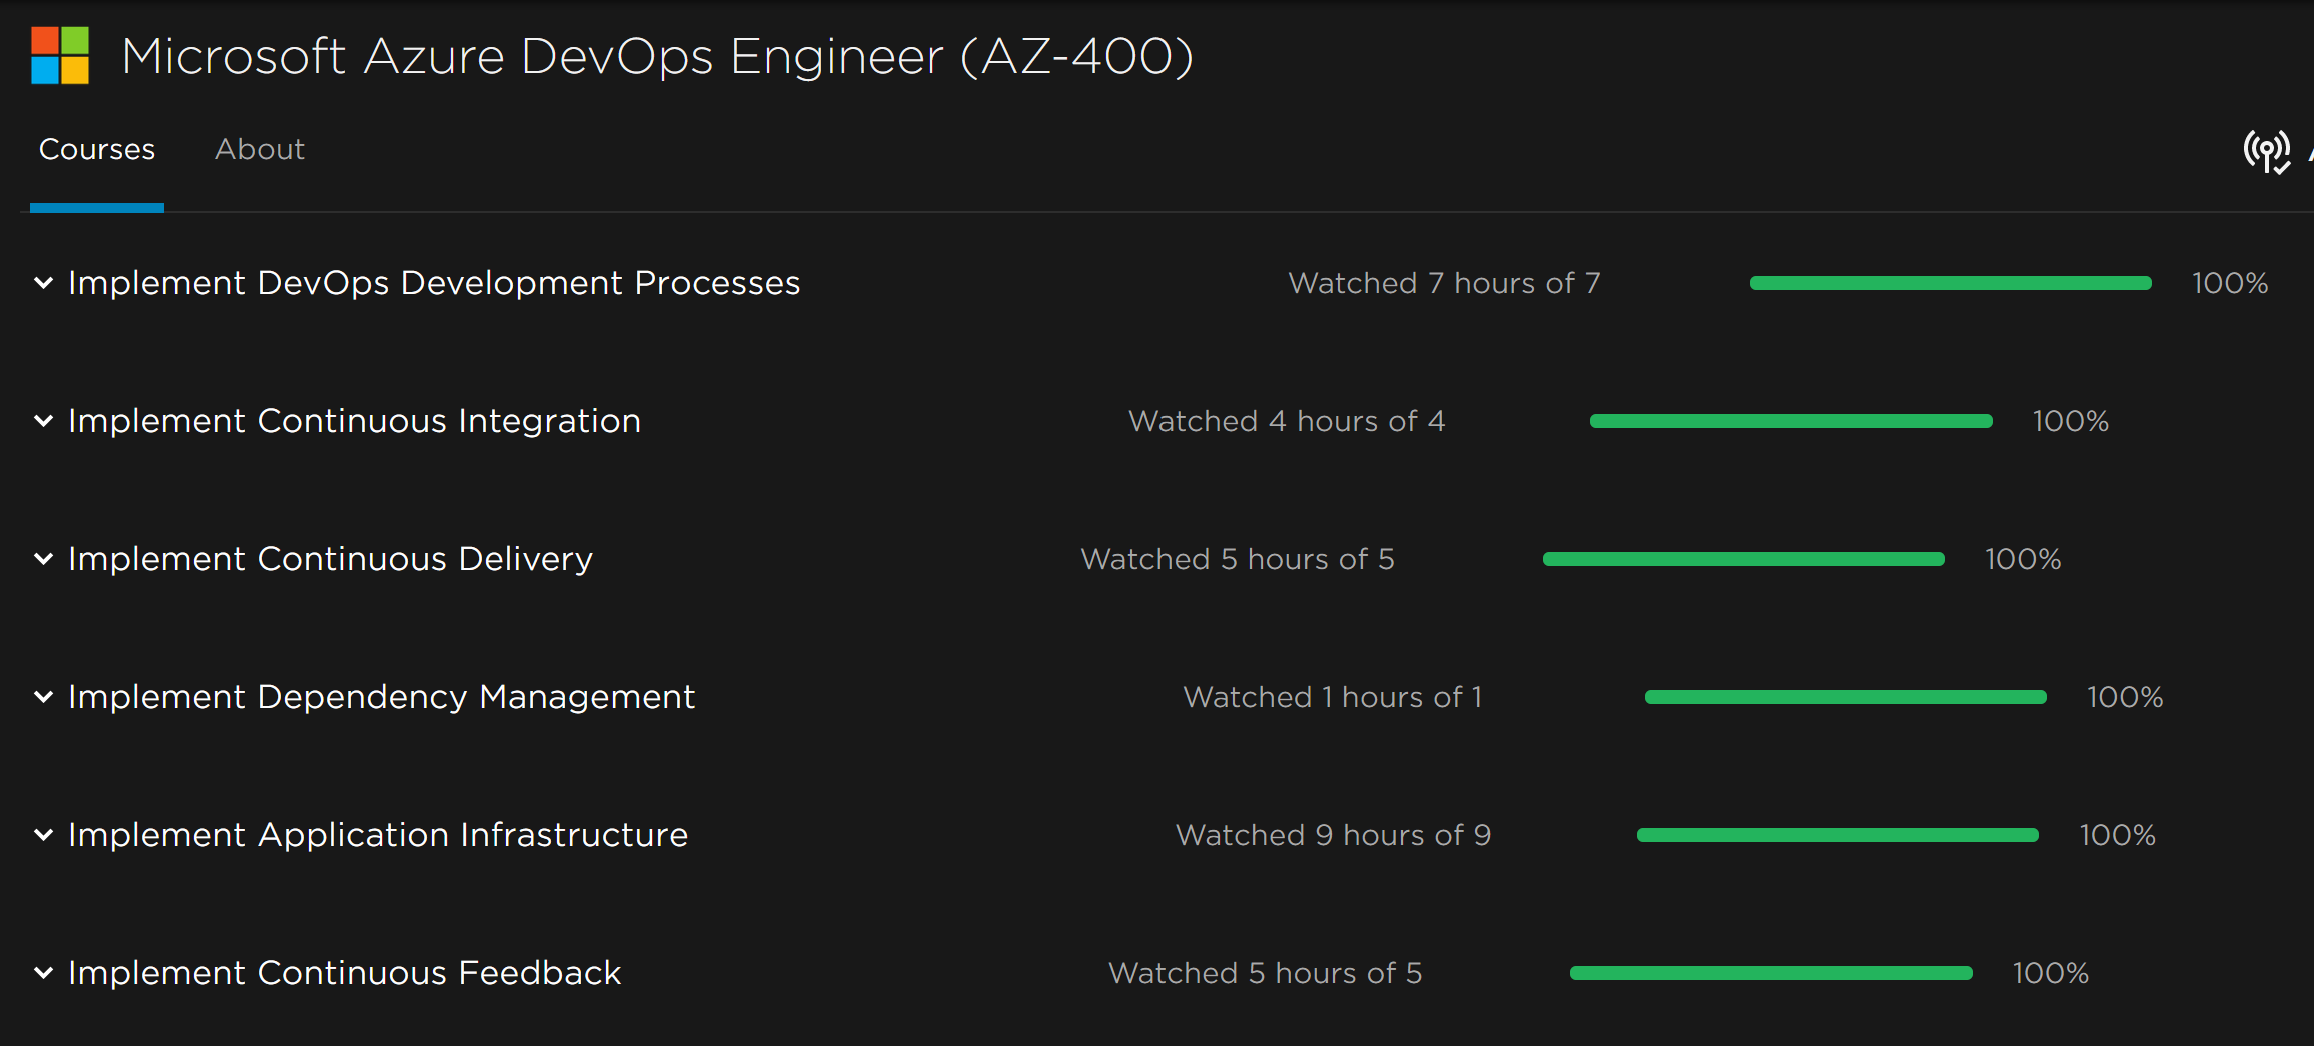 Microsoft Azure DevOps Engineer (AZ-400)
Courses About
Implement DevOps Development Processes Watched 7 hours of 7 100%
Implement Continuous Integration Watched 4 hours of 4 100%
Implement Continuous Delivery Watched 5 hours of 5 100%
Implement Dependency Management Watched 1 hours of 1 100%
Implement Application Infrastructure Watched 9 hours of 9 100%
Implement Continuous Feedback Watched 5 hours of 5 100%